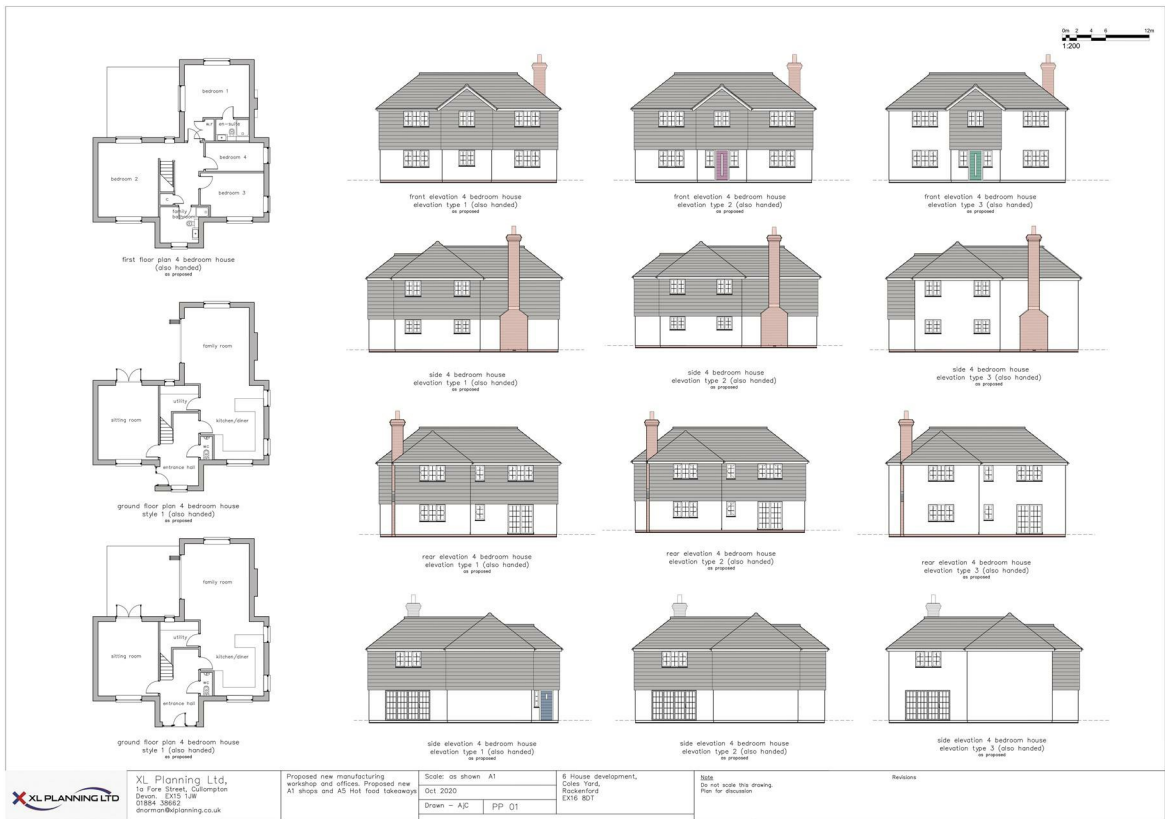 0m 2 4 6 12m
1:200
bedroom 1
en-suite
bedroom 4
bedroom 2
bedroom 3
C
family
bathroom
first floor plan 4 bedroom house
(also handed)
as proposed
family room
sitting room
utility
kitchen/diner
WC
entrance hall
ground floor plan 4 bedroom house
style 1 (also handed)
as proposed
family room
sitting room
utility
kitchen/diner
WC
entrance hall
ground floor plan 4 bedroom house
style 1 (also handed)
as proposed
front elevation 4 bedroom house
elevation type 1 (also handed)
as proposed
front elevation 4 bedroom house
elevation type 2 (also handed)
as proposed
front elevation 4 bedroom house
elevation type 3 (also handed)
as proposed
side 4 bedroom house
elevation type 1 (also handed)
as proposed
side 4 bedroom house
elevation type 2 (also handed)
as proposed
side 4 bedroom house
elevation type 3 (also handed)
as proposed
rear elevation 4 bedroom house
elevation type 1 (also handed)
as proposed
rear elevation 4 bedroom house
elevation type 2 (also handed)
as proposed
rear elevation 4 bedroom house
elevation type 3 (also handed)
as proposed
side elevation 4 bedroom house
elevation type 1 (also handed)
as proposed
side elevation 4 bedroom house
elevation type 2 (also handed)
as proposed
side elevation 4 bedroom house
elevation type 3 (also handed)
as proposed
XL PLANNING LTD
XL Planning Ltd,
1a Fore Street, Cullompton
Devon. EX15 1JW
01884 38662
dnorman@xlplanning.co.uk
Proposed new manufacturing
workshop and offices. Proposed new
A1 shops and A5 Hot food takeaways
Scale: as shown A1
Oct 2020
Drawn - AJC PP 01
6 House development,
Coles Yard,
Rackenford
EX16 8DT
Note
Do not scale this drawing.
Plan for discussion
Revisions